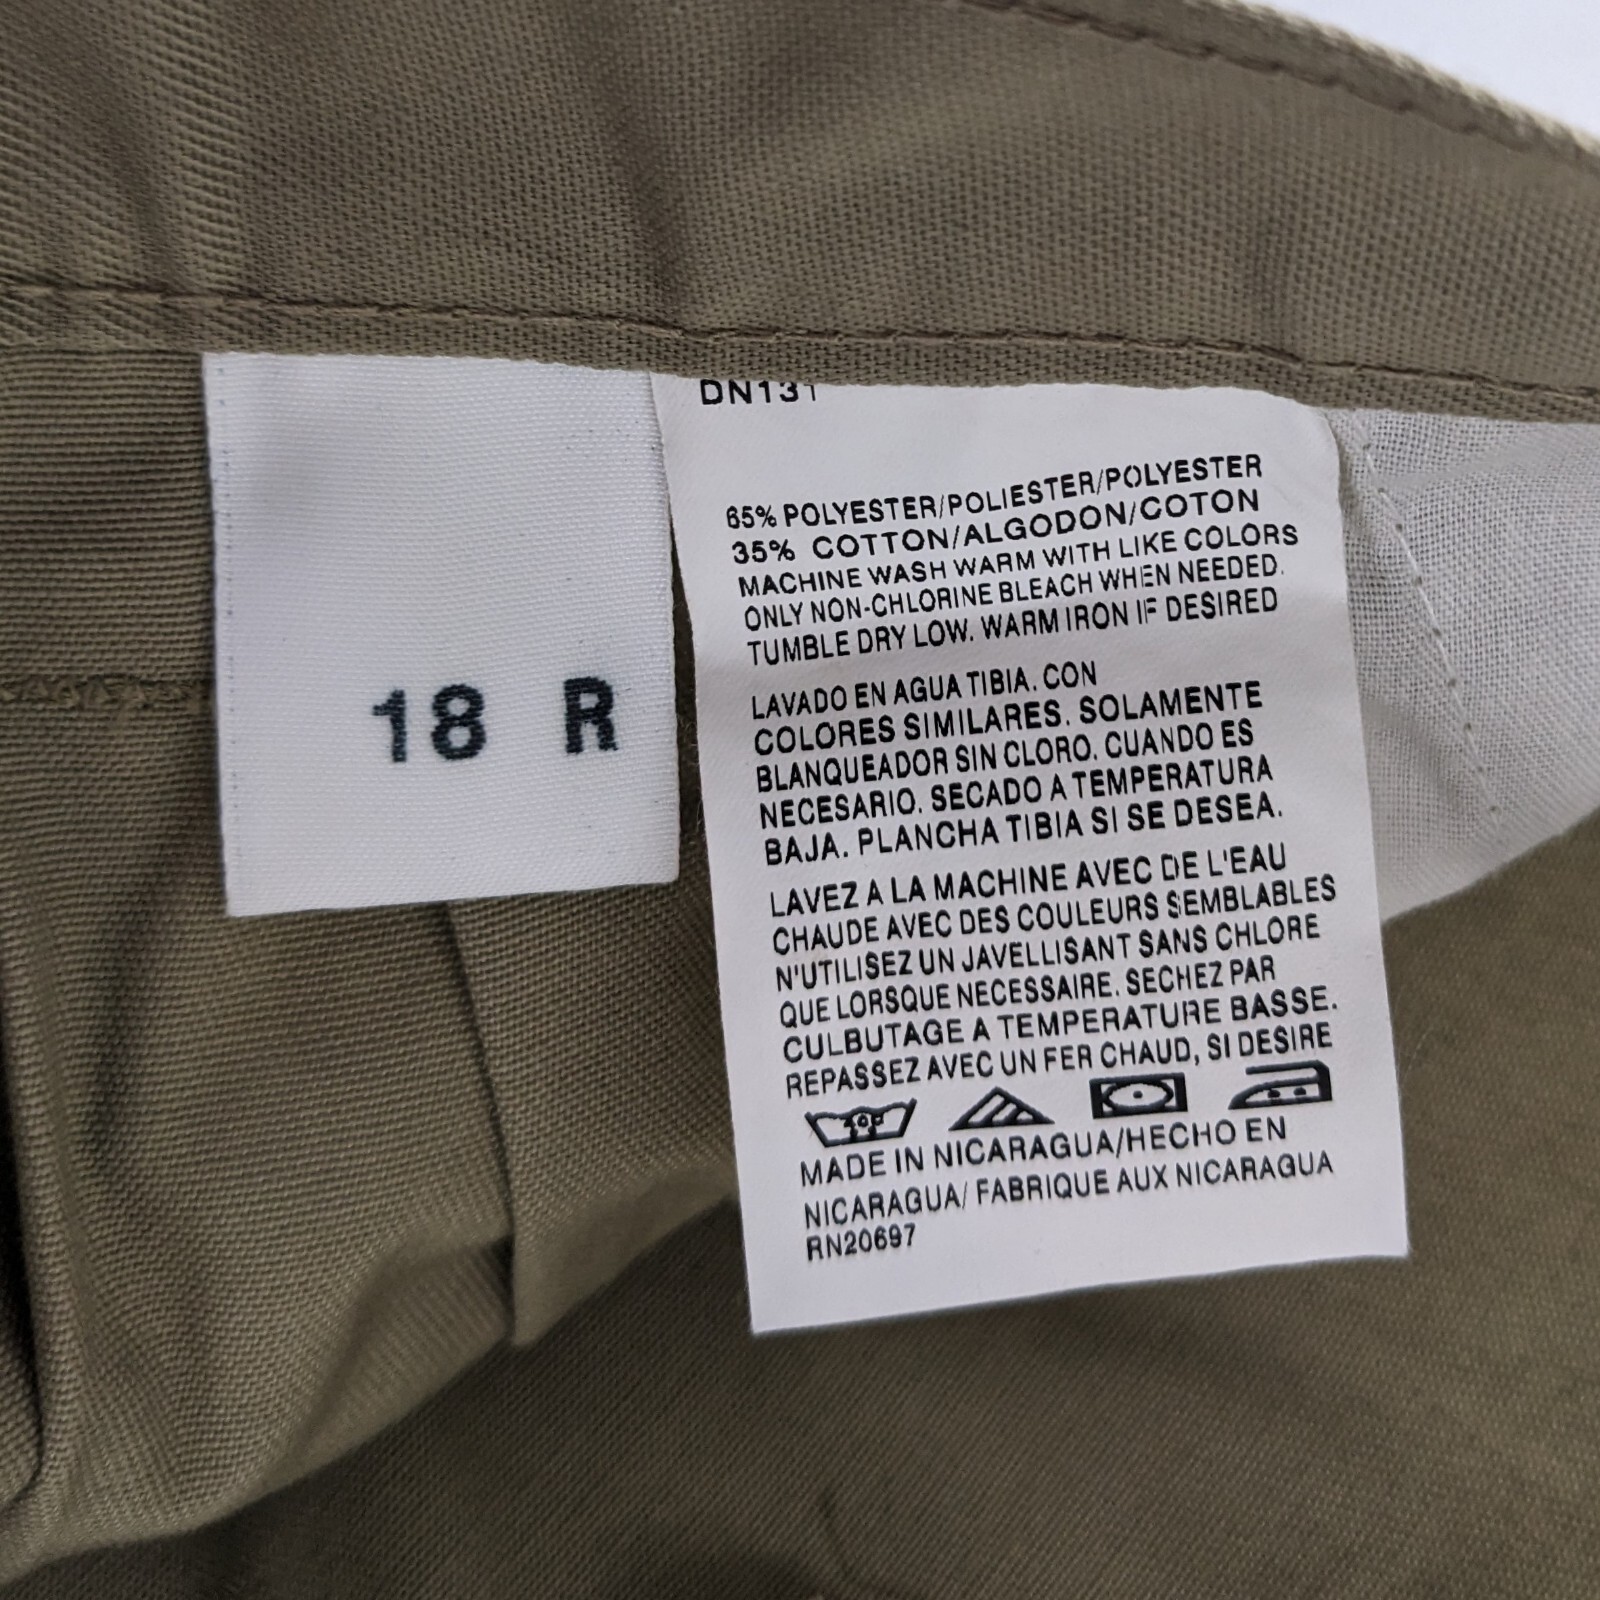 18 R
DN131
65% POLYESTER/POLIESTER/POLYESTER
35% COTTON/ALGODON/COTON
MACHINE WASH WARM WITH LIKE COLORS
ONLY NON-CHLORINE BLEACH WHEN NEEDED.
TUMBLE DRY LOW. WARM IRON IF DESIRED
LAVADO EN AGUA TIBIA. CON
COLORES SIMILARES. SOLAMENTE
BLANQUEADOR SIN CLORO. CUANDO ES
NECESARIO. SECADO A TEMPERATURA
BAJA. PLANCHA TIBIA SI SE DESEA.
LAVEZ A LA MACHINE AVEC DE L'EAU
CHAUDE AVEC DES COULEURS SEMBLABLES
N'UTILISEZ UN JAVELLISANT SANS CHLORE
QUE LORSQUE NECESSAIRE. SECHEZ PAR
CULBUTAGE A TEMPERATURE BASSE.
REPASSEZ AVEC UN FER CHAUD, SI DESIRE
MADE IN NICARAGUA/HECHO EN
NICARAGUA/ FABRIQUE AUX NICARAGUA
RN20697